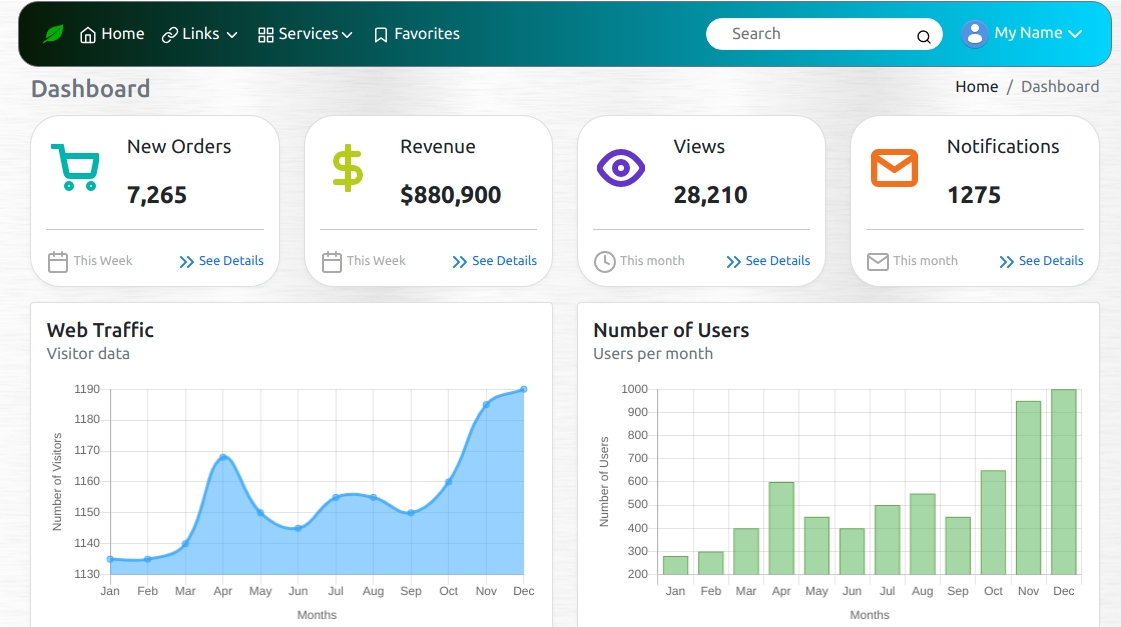 Home Links Services Favorites Search My Name
Dashboard
Home / Dashboard
New Orders
7,265
This Week
See Details
Revenue
$880,900
This Week
See Details
Views
28,210
This month
See Details
Notifications
1275
This month
See Details
Web Traffic
Visitor data
Number of Visitors
1190
1180
1170
1160
1150
1140
1130
Jan Feb Mar Apr May Jun Jul Aug Sep Oct Nov Dec
Months
Number of Users
Users per month
Number of Users
1000
900
800
700
600
500
400
300
200
Jan Feb Mar Apr May Jun Jul Aug Sep Oct Nov Dec
Months